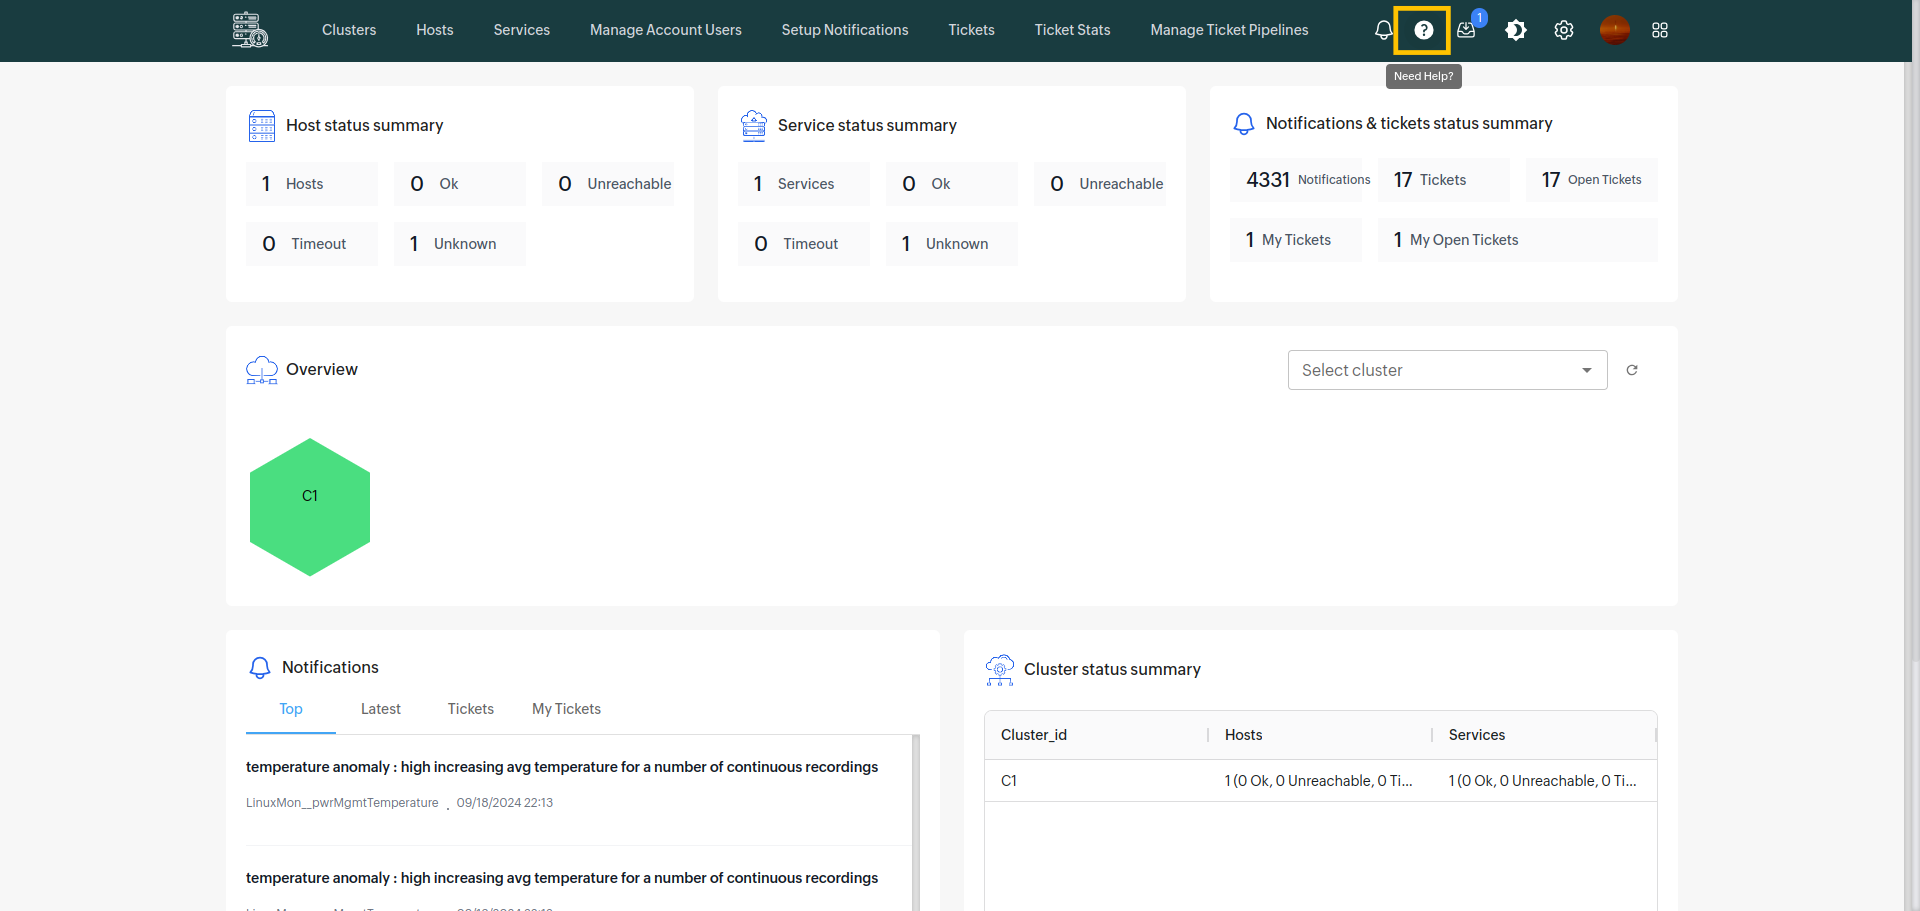 Clusters Hosts Services Manage Account Users Setup Notifications Tickets Ticket Stats Manage Ticket Pipelines ? 1
Need Help?
Host status summary
1 Hosts 0 Ok 0 Unreachable
0 Timeout 1 Unknown
Service status summary
1 Services 0 Ok 0 Unreachable
0 Timeout 1 Unknown
Notifications & tickets status summary
4331 Notifications 17 Tickets 17 Open Tickets
1 My Tickets 1 My Open Tickets
Overview
Select cluster
C1
Notifications
Top Latest Tickets My Tickets
temperature anomaly : high increasing avg temperature for a number of continuous recordings
LinuxMon__pwrMgmtTemperature . 09/18/2024 22:13
temperature anomaly : high increasing avg temperature for a number of continuous recordings
Cluster status summary
Cluster_id Hosts Services
C1 1 (0 Ok, 0 Unreachable, 0 Ti... 1 (0 Ok, 0 Unreachable, 0 Ti...